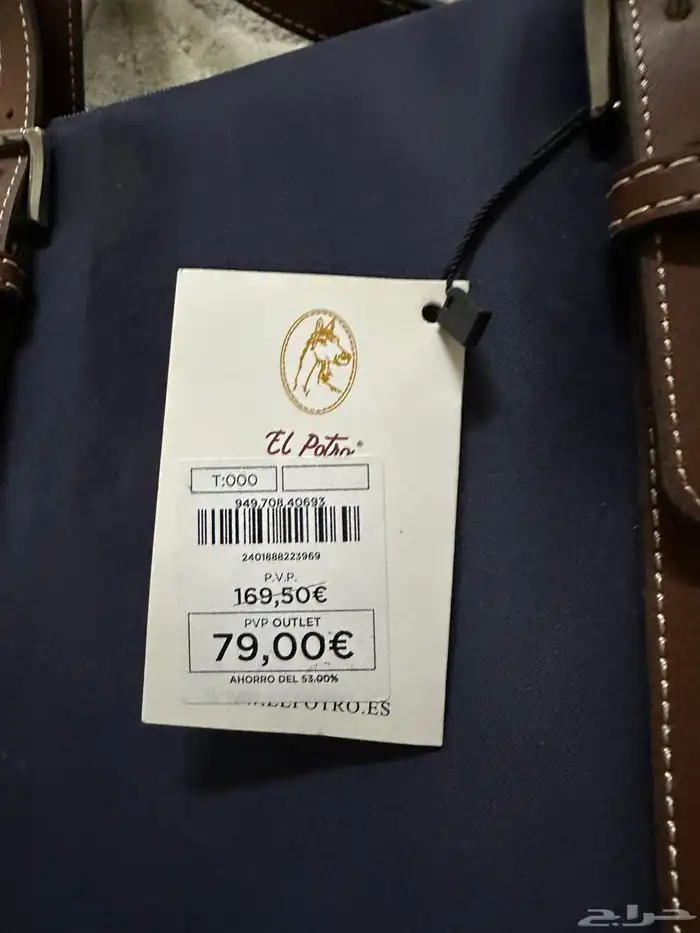 El Potro®
T:000
949.708.40693
2401888223969
P.V.P.
169,50€
PVP OUTLET
79,00€
AHORRO DEL 53.00%
ELPOTRO.ES
حراج